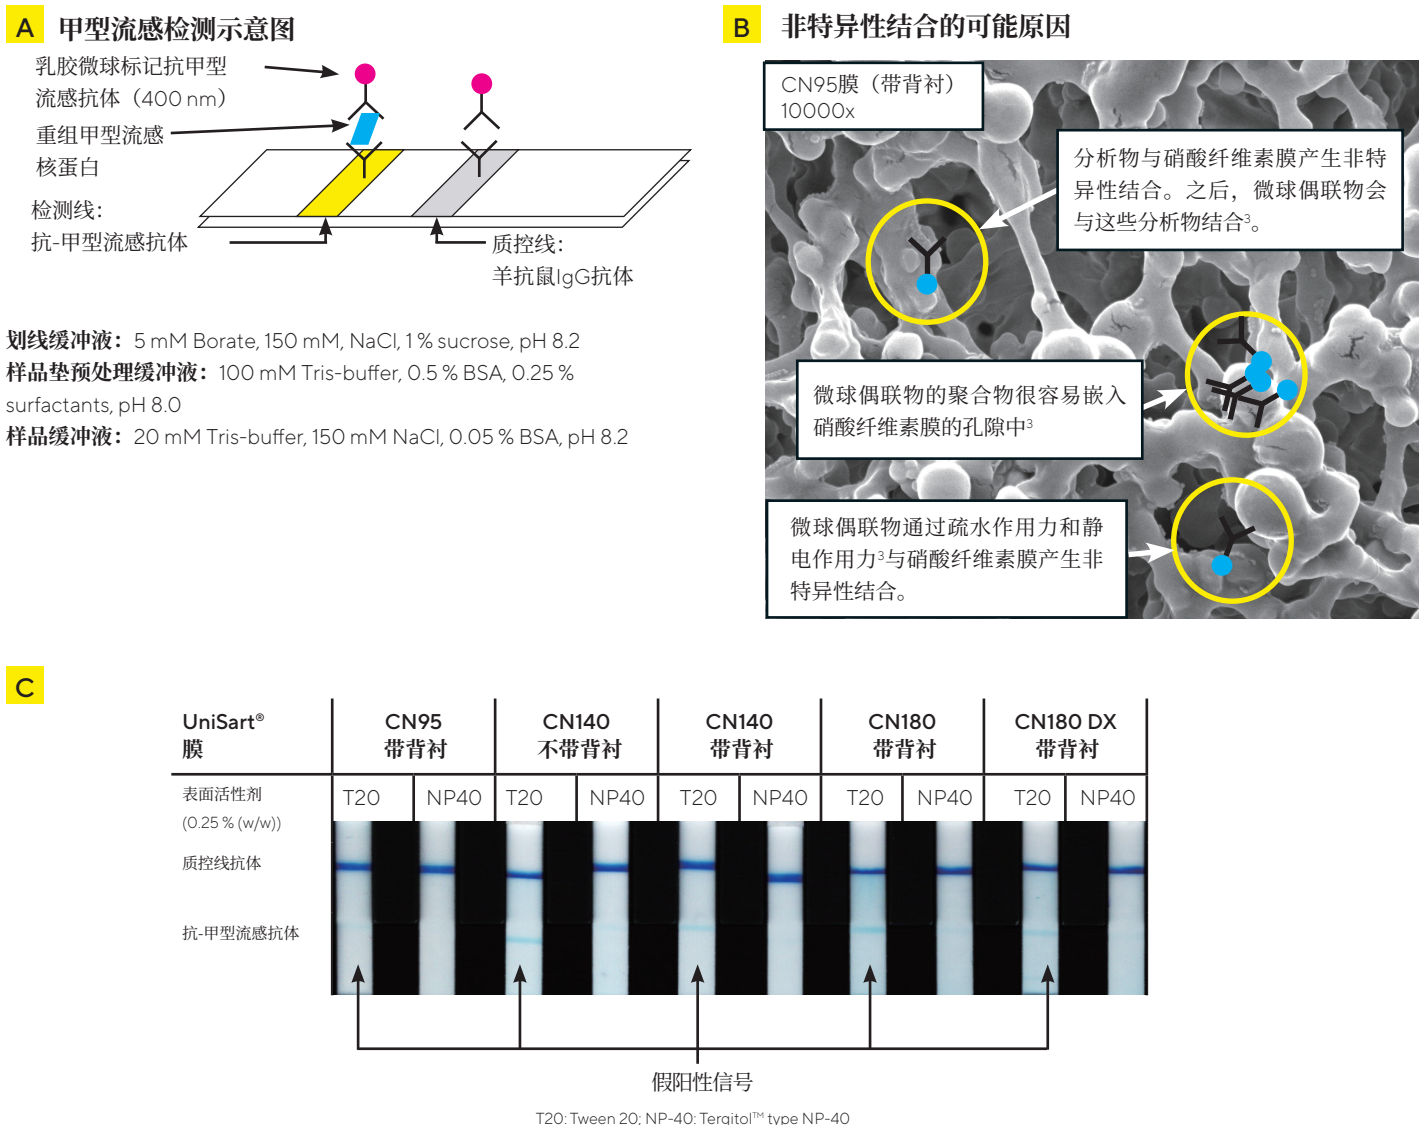 A 甲型流感检测示意图
乳胶微球标记抗甲型
流感抗体（400 nm）
重组甲型流感
核蛋白
检测线：
抗-甲型流感抗体
质控线：
羊抗鼠IgG抗体
划线缓冲液：5 mM Borate, 150 mM, NaCl, 1 % sucrose, pH 8.2
样品垫预处理缓冲液：100 mM Tris-buffer, 0.5 % BSA, 0.25 %
surfactants, pH 8.0
样品缓冲液：20 mM Tris-buffer, 150 mM NaCl, 0.05 % BSA, pH 8.2
B 非特异性结合的可能原因
CN95膜（带背衬）
10000x
分析物与硝酸纤维素膜产生非特
异性结合。之后，微球偶联物会
与这些分析物结合³。
微球偶联物的聚合物很容易嵌入
硝酸纤维素膜的孔隙中³
微球偶联物通过疏水作用力和静
电作用力³与硝酸纤维素膜产生非
特异性结合。
C
UniSart® CN95 CN140 CN140 CN180 CN180 DX
膜 带背衬 不带背衬 带背衬 带背衬 带背衬
表面活性剂 T20 NP40 T20 NP40 T20 NP40 T20 NP40 T20 NP40
(0.25 % (w/w))
质控线抗体
抗-甲型流感抗体
假阳性信号
T20: Tween 20; NP-40: Tergitol™ type NP-40